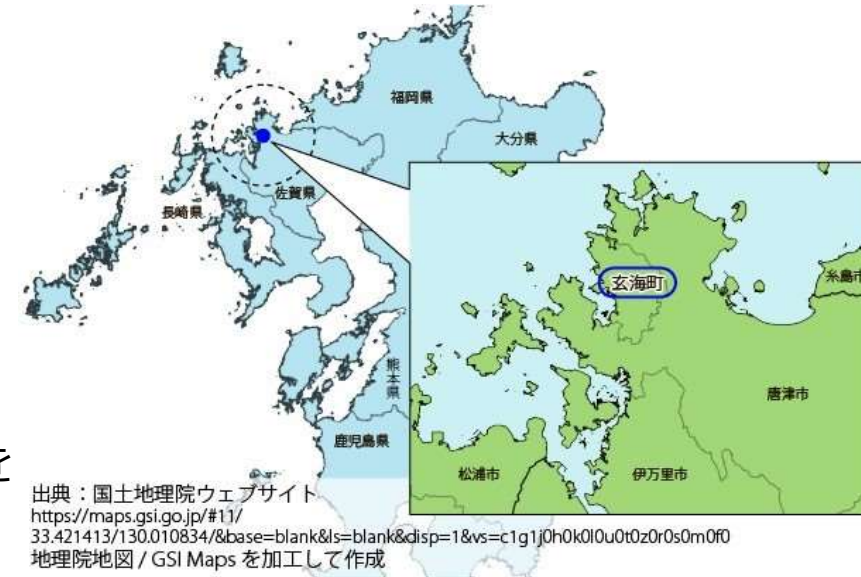 福岡県
大分県
佐賀県
長崎県
玄海町
糸島市
唐津市
熊本県
鹿児島県
松浦市
伊万里市
を
出典：国土地理院ウェブサイト
https://maps.gsi.go.jp/#11/
33.421413/130.010834/&base=blank&ls=blank&disp=1&vs=c1g1j0h0k0l0u0t0z0r0s0m0f0
地理院地図 / GSI Maps を加工して作成